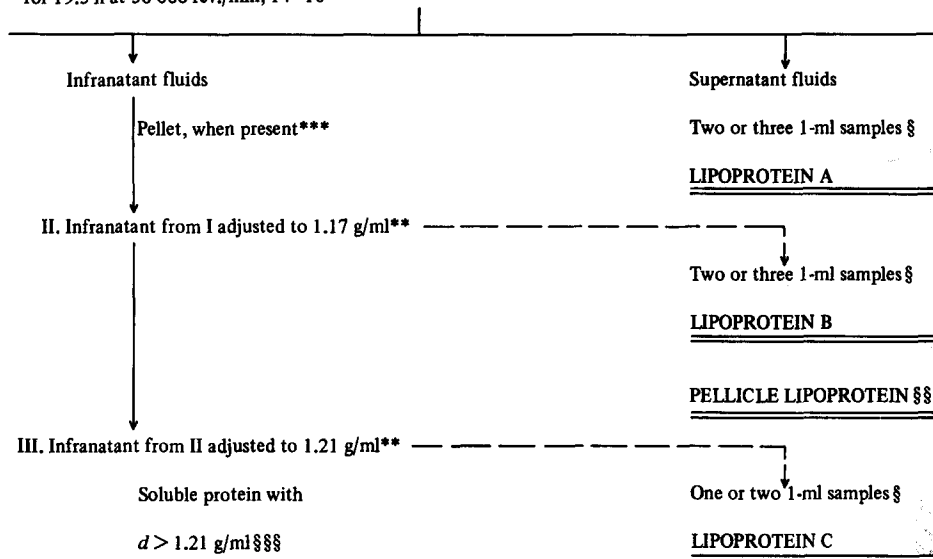 Infranatant fluids
Supernatant fluids
Pellet, when present***
Two or three 1-ml samples §
LIPOPROTEIN A
II. Infranatant from I adjusted to 1.17 g/ml**
Two or three 1-ml samples §
LIPOPROTEIN B
PELLICLE LIPOPROTEIN §§
III. Infranatant from II adjusted to 1.21 g/ml**
Soluble protein with
One or two 1-ml samples §
d > 1.21 g/ml§§§
LIPOPROTEIN C